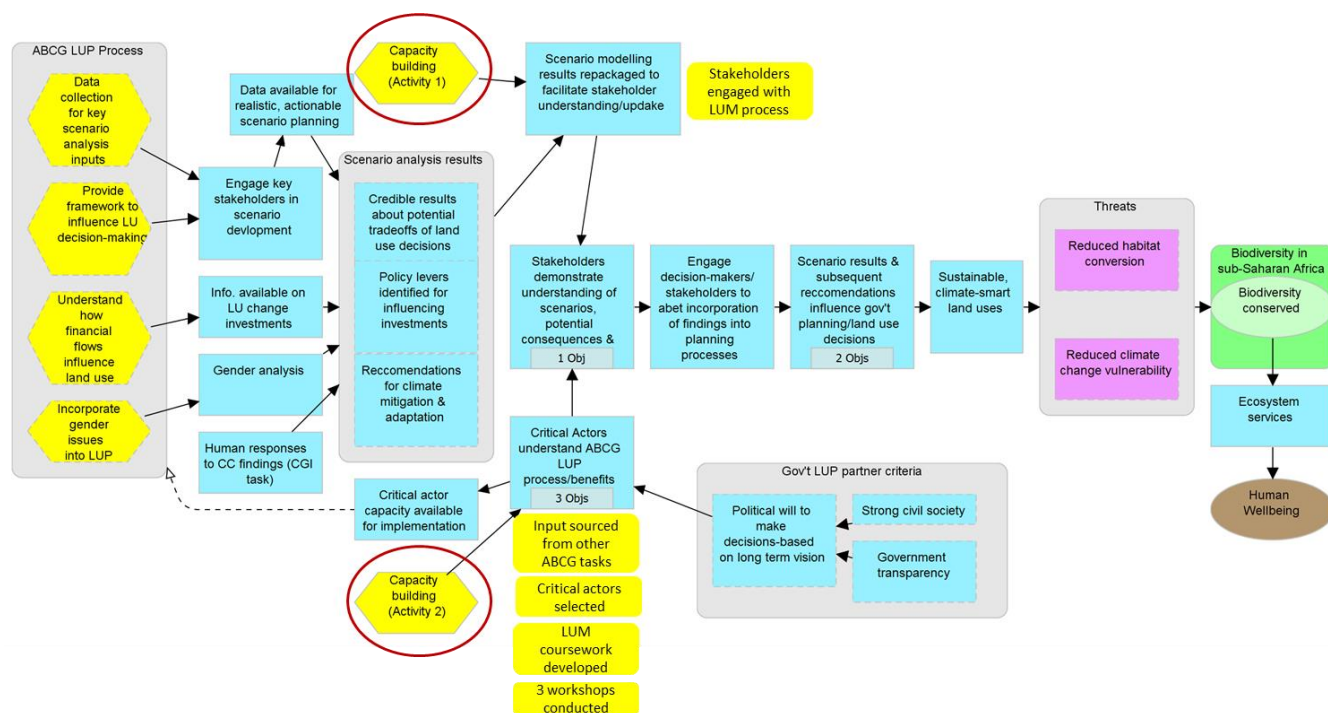 ABCG LUP Process
Data
collection
for key
scenario
analysis
inputs
Provide
framework to
influence LU
decision-making
Understand
how
financial
flows
influence
land use
Incorporate
gender
issues
into LUP
Data available for
realistic, actionable
scenario planning
Engage key
stakeholders in
scenario
devlopment
Info. available on
LU change
investments
Gender analysis
Human responses
to CC findings (CGI
task)
Capacity
building
(Activity 1)
Scenario analysis results
Credible results
about potential
tradeoffs of land
use decisions
Policy levers
identified for
influencing
investments
Reccomendations
for climate
mitigation &
adaptation
Critical actor
capacity available
for implementation
Capacity
building
(Activity 2)
Scenario modelling
results repackaged to
facilitate stakeholder
understanding/updake
Stakeholders
engaged with
LUM process
Stakeholders
demonstrate
understanding of
scenarios,
potential
consequences &
1 Obj
Engage
decision-makers/
stakeholders to
abet incorporation
of findings into
planning
processes
Scenario results &
subsequent
reccomendations
influence gov't
planning/land use
decisions
2 Objs
Sustainable,
climate-smart
land uses
Critical Actors
understand ABCG
LUP
process/benefits
3 Objs
Input sourced
from other
ABCG tasks
Critical actors
selected
LUM
coursework
developed
3 workshops
conducted
Gov't LUP partner criteria
Political will to
make
decisions-based
on long term vision
Strong civil society
Government
transparency
Threats
Reduced habitat
conversion
Reduced climate
change vulnerability
Biodiversity in
sub-Saharan Africa
Biodiversity
conserved
Ecosystem
services
Human
Wellbeing